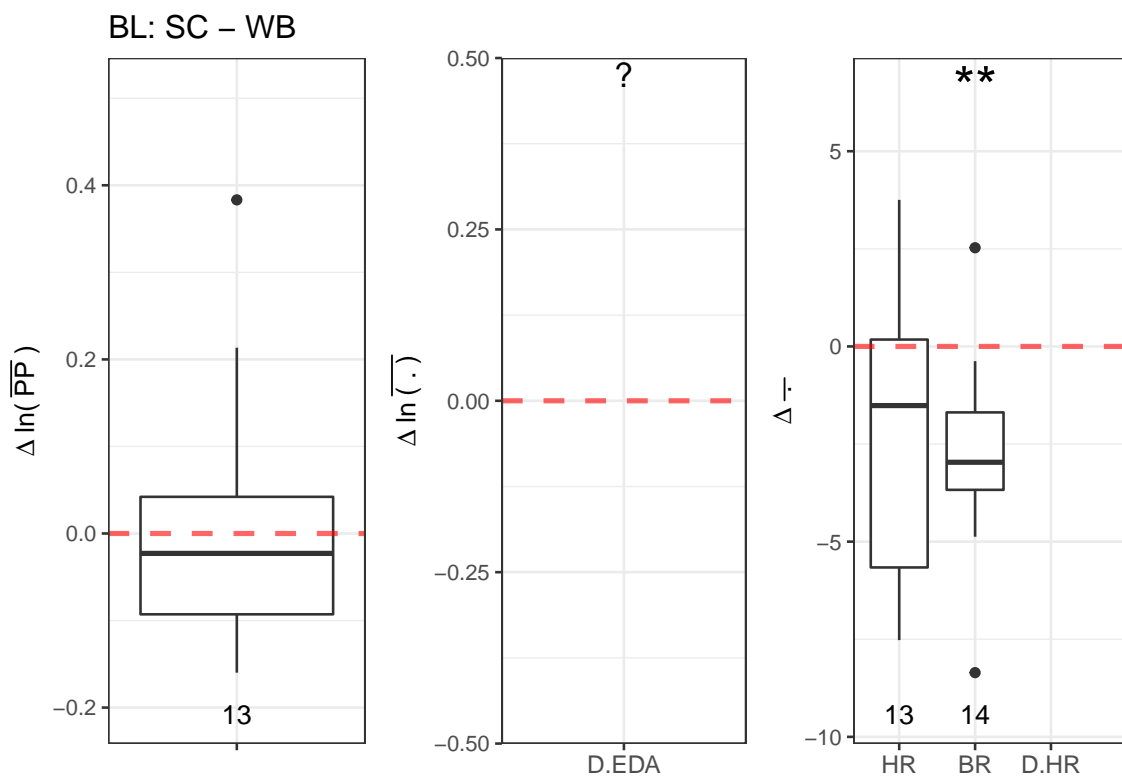 BL: SC − WB
Δ ln( PP )
0.4
0.2
0.0
−0.2
13
Δ ln ( . )
0.50
0.25
0.00
−0.25
−0.50
?
D.EDA
Δ .
5
0
−5
−10
**
13 14
HR BR D.HR